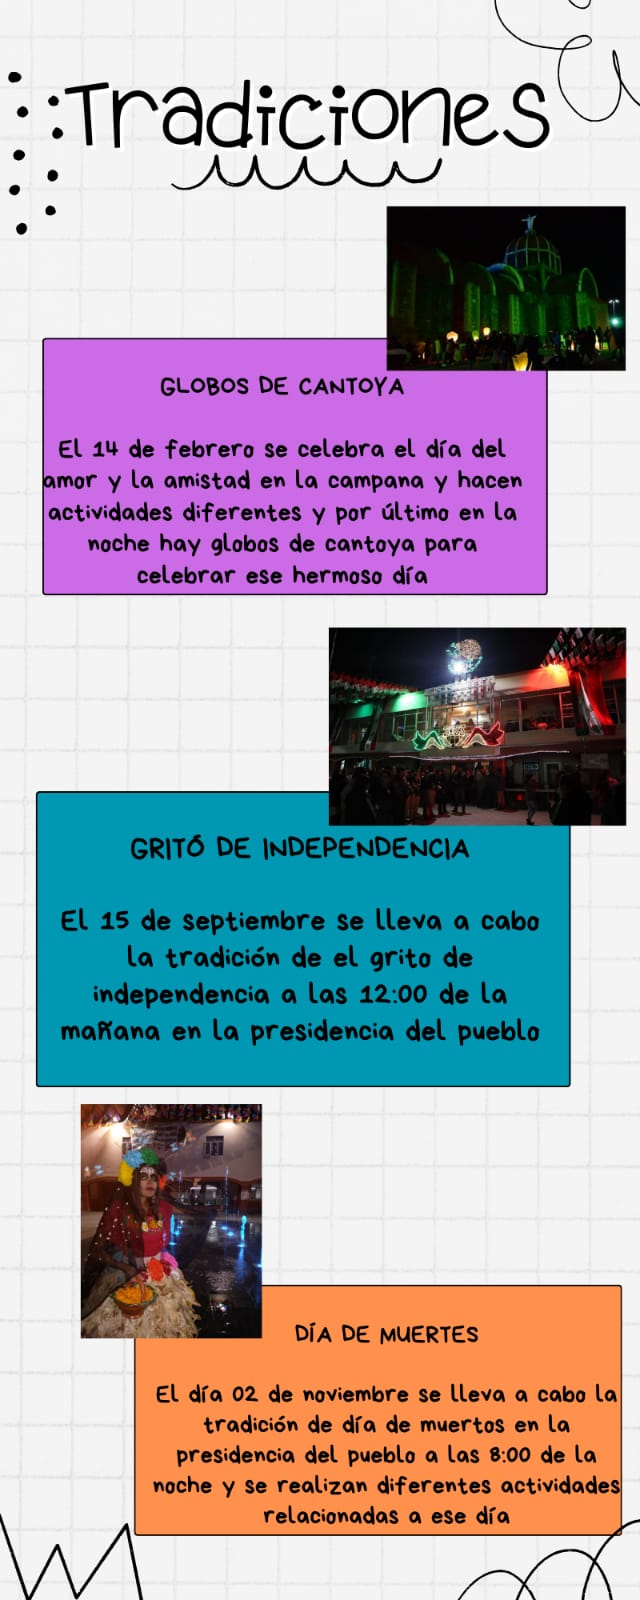 Tradiciones
GLOBOS DE CANTOYA
El 14 de febrero se celebra el día del
amor y la amistad en la campana y hacen
actividades diferentes y por último en la
noche hay globos de cantoya para
celebrar ese hermoso día
GRITÓ DE INDEPENDENCIA
El 15 de septiembre se lleva a cabo
la tradición de el grito de
independencia a las 12:00 de la
mañana en la presidencia del pueblo
DÍA DE MUERTES
El día 02 de noviembre se lleva a cabo la
tradición de día de muertos en la
presidencia del pueblo a las 8:00 de la
noche y se realizan diferentes actividades
relacionadas a ese día